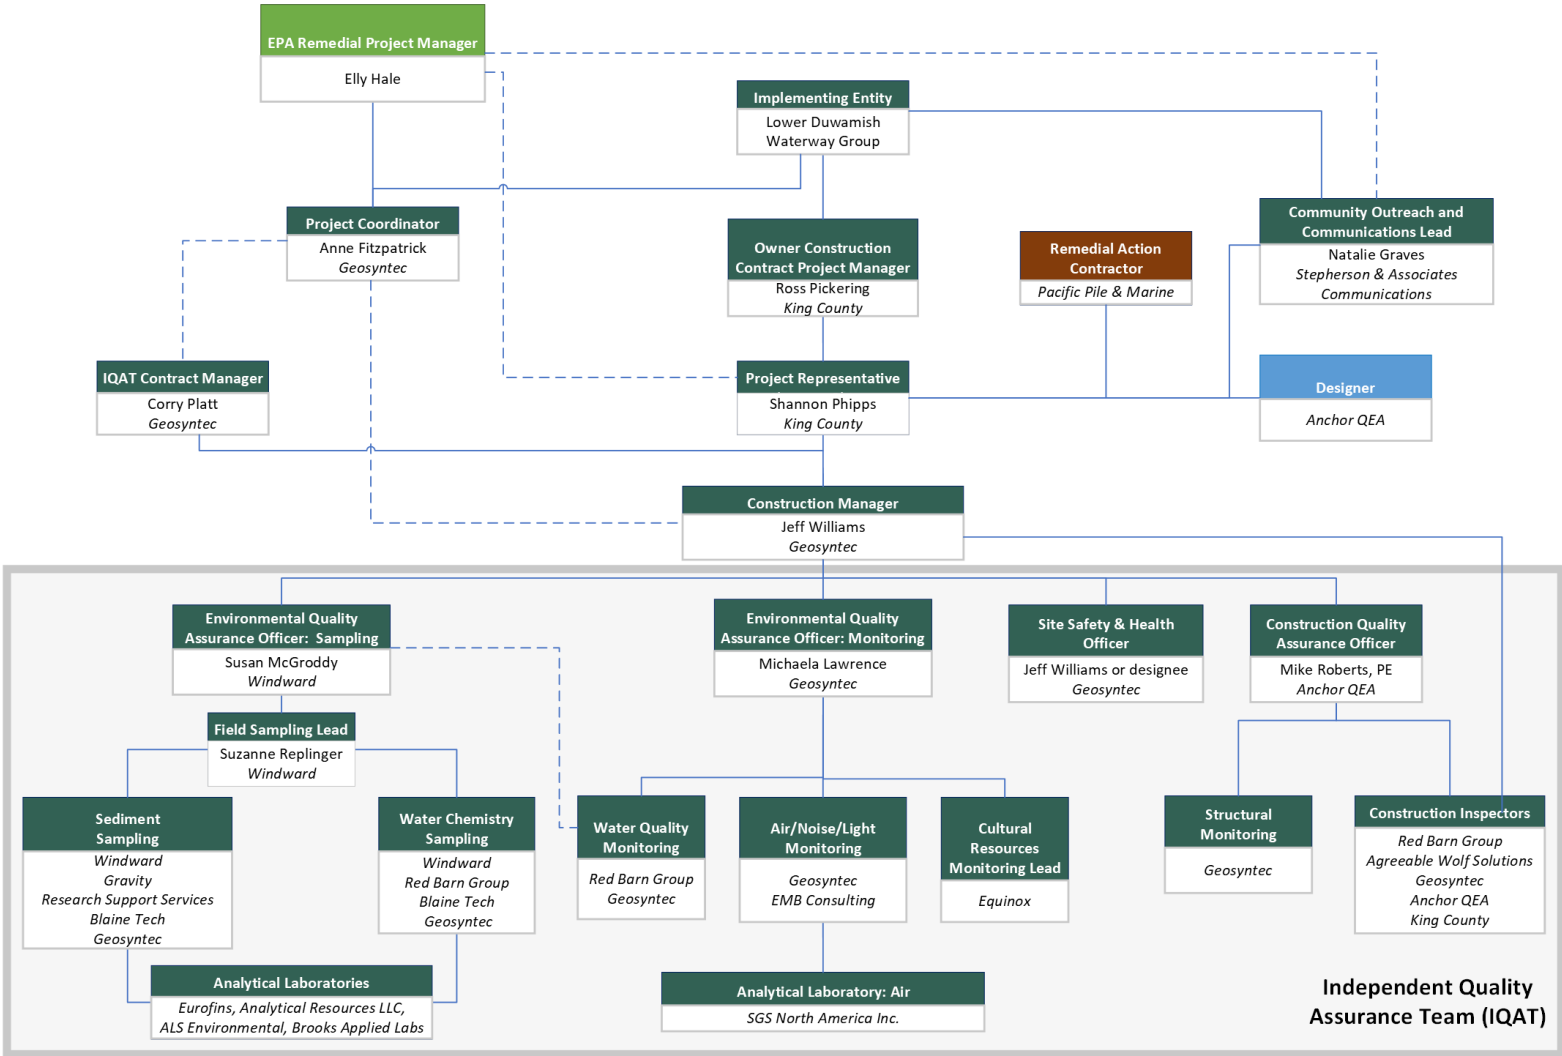 EPA Remedial Project Manager
Elly Hale
Implementing Entity
Lower Duwamish
Waterway Group
Project Coordinator
Anne Fitzpatrick
Geosyntec
Owner Construction
Contract Project Manager
Ross Pickering
King County
Remedial Action
Contractor
Pacific Pile & Marine
Community Outreach and
Communications Lead
Natalie Graves
Stepherson & Associates
Communications
IQAT Contract Manager
Corry Platt
Geosyntec
Project Representative
Shannon Phipps
King County
Designer
Anchor QEA
Construction Manager
Jeff Williams
Geosyntec
Environmental Quality
Assurance Officer: Sampling
Susan McGroddy
Windward
Environmental Quality
Assurance Officer: Monitoring
Michaela Lawrence
Geosyntec
Site Safety & Health
Officer
Jeff Williams or designee
Geosyntec
Construction Quality
Assurance Officer
Mike Roberts, PE
Anchor QEA
Field Sampling Lead
Suzanne Replinger
Windward
Sediment
Sampling
Windward
Gravity
Research Support Services
Blaine Tech
Geosyntec
Water Chemistry
Sampling
Windward
Red Barn Group
Blaine Tech
Geosyntec
Water Quality
Monitoring
Red Barn Group
Geosyntec
Air/Noise/Light
Monitoring
Geosyntec
EMB Consulting
Cultural
Resources
Monitoring Lead
Equinox
Structural
Monitoring
Geosyntec
Construction Inspectors
Red Barn Group
Agreeable Wolf Solutions
Geosyntec
Anchor QEA
King County
Analytical Laboratories
Eurofins, Analytical Resources LLC,
ALS Environmental, Brooks Applied Labs
Analytical Laboratory: Air
SGS North America Inc.
Independent Quality
Assurance Team (IQAT)